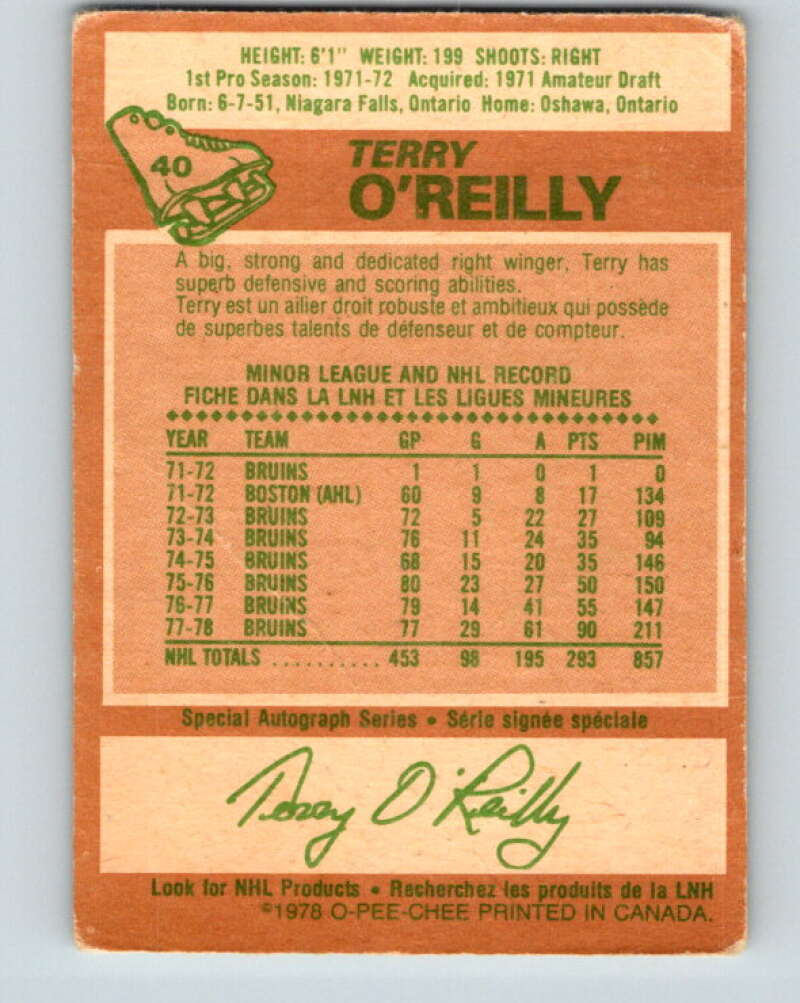 HEIGHT: 6'1" WEIGHT: 199 SHOOTS: RIGHT
1st Pro Season: 1971-72 Acquired: 1971 Amateur Draft
Born: 6-7-51, Niagara Falls, Ontario Home: Oshawa, Ontario
40
TERRY
O'REILLY
A big, strong and dedicated right winger, Terry has
superb defensive and scoring abilities.
Terry est un ailier droit robuste et ambitieux qui possède
de superbes talents de défenseur et de compteur.
MINOR LEAGUE AND NHL RECORD
FICHE DANS LA LNH ET LES LIGUES MINEURES
YEAR TEAM GP G A PTS PIM
71-72 BRUINS 1 1 0 1 0
71-72 BOSTON (AHL) 60 9 8 17 134
72-73 BRUINS 72 5 22 27 109
73-74 BRUINS 76 11 24 35 94
74-75 BRUINS 68 15 20 35 146
75-76 BRUINS 80 23 27 50 150
76-77 BRUINS 79 14 41 55 147
77-78 BRUINS 77 29 61 90 211
NHL TOTALS .......... 453 98 195 293 857
Special Autograph Series • Série signée spéciale
Terry O'Reilly
Look for NHL Products • Recherchez les produits de la LNH
©1978 O-PEE-CHEE PRINTED IN CANADA.